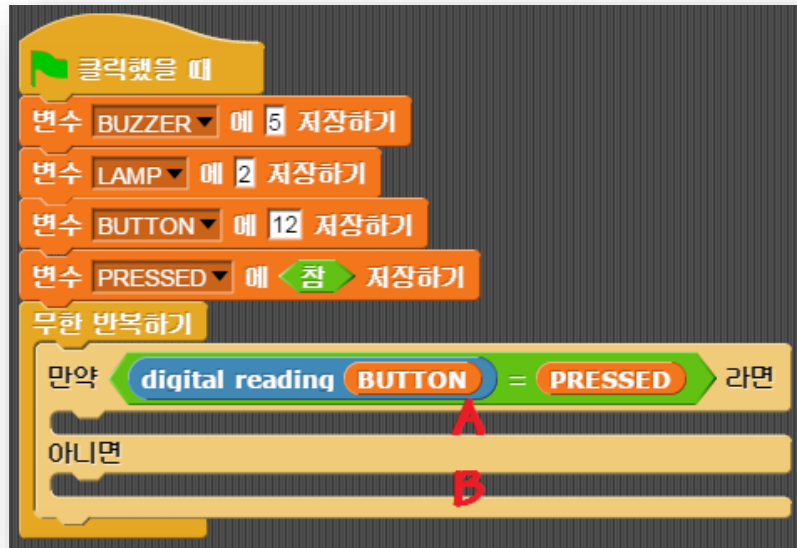 클릭했을 때
변수 BUZZER 에 5 저장하기
변수 LAMP 에 2 저장하기
변수 BUTTON 에 12 저장하기
변수 PRESSED 에 참 저장하기
무한 반복하기
만약 digital reading BUTTON = PRESSED 라면
A
아니면
B